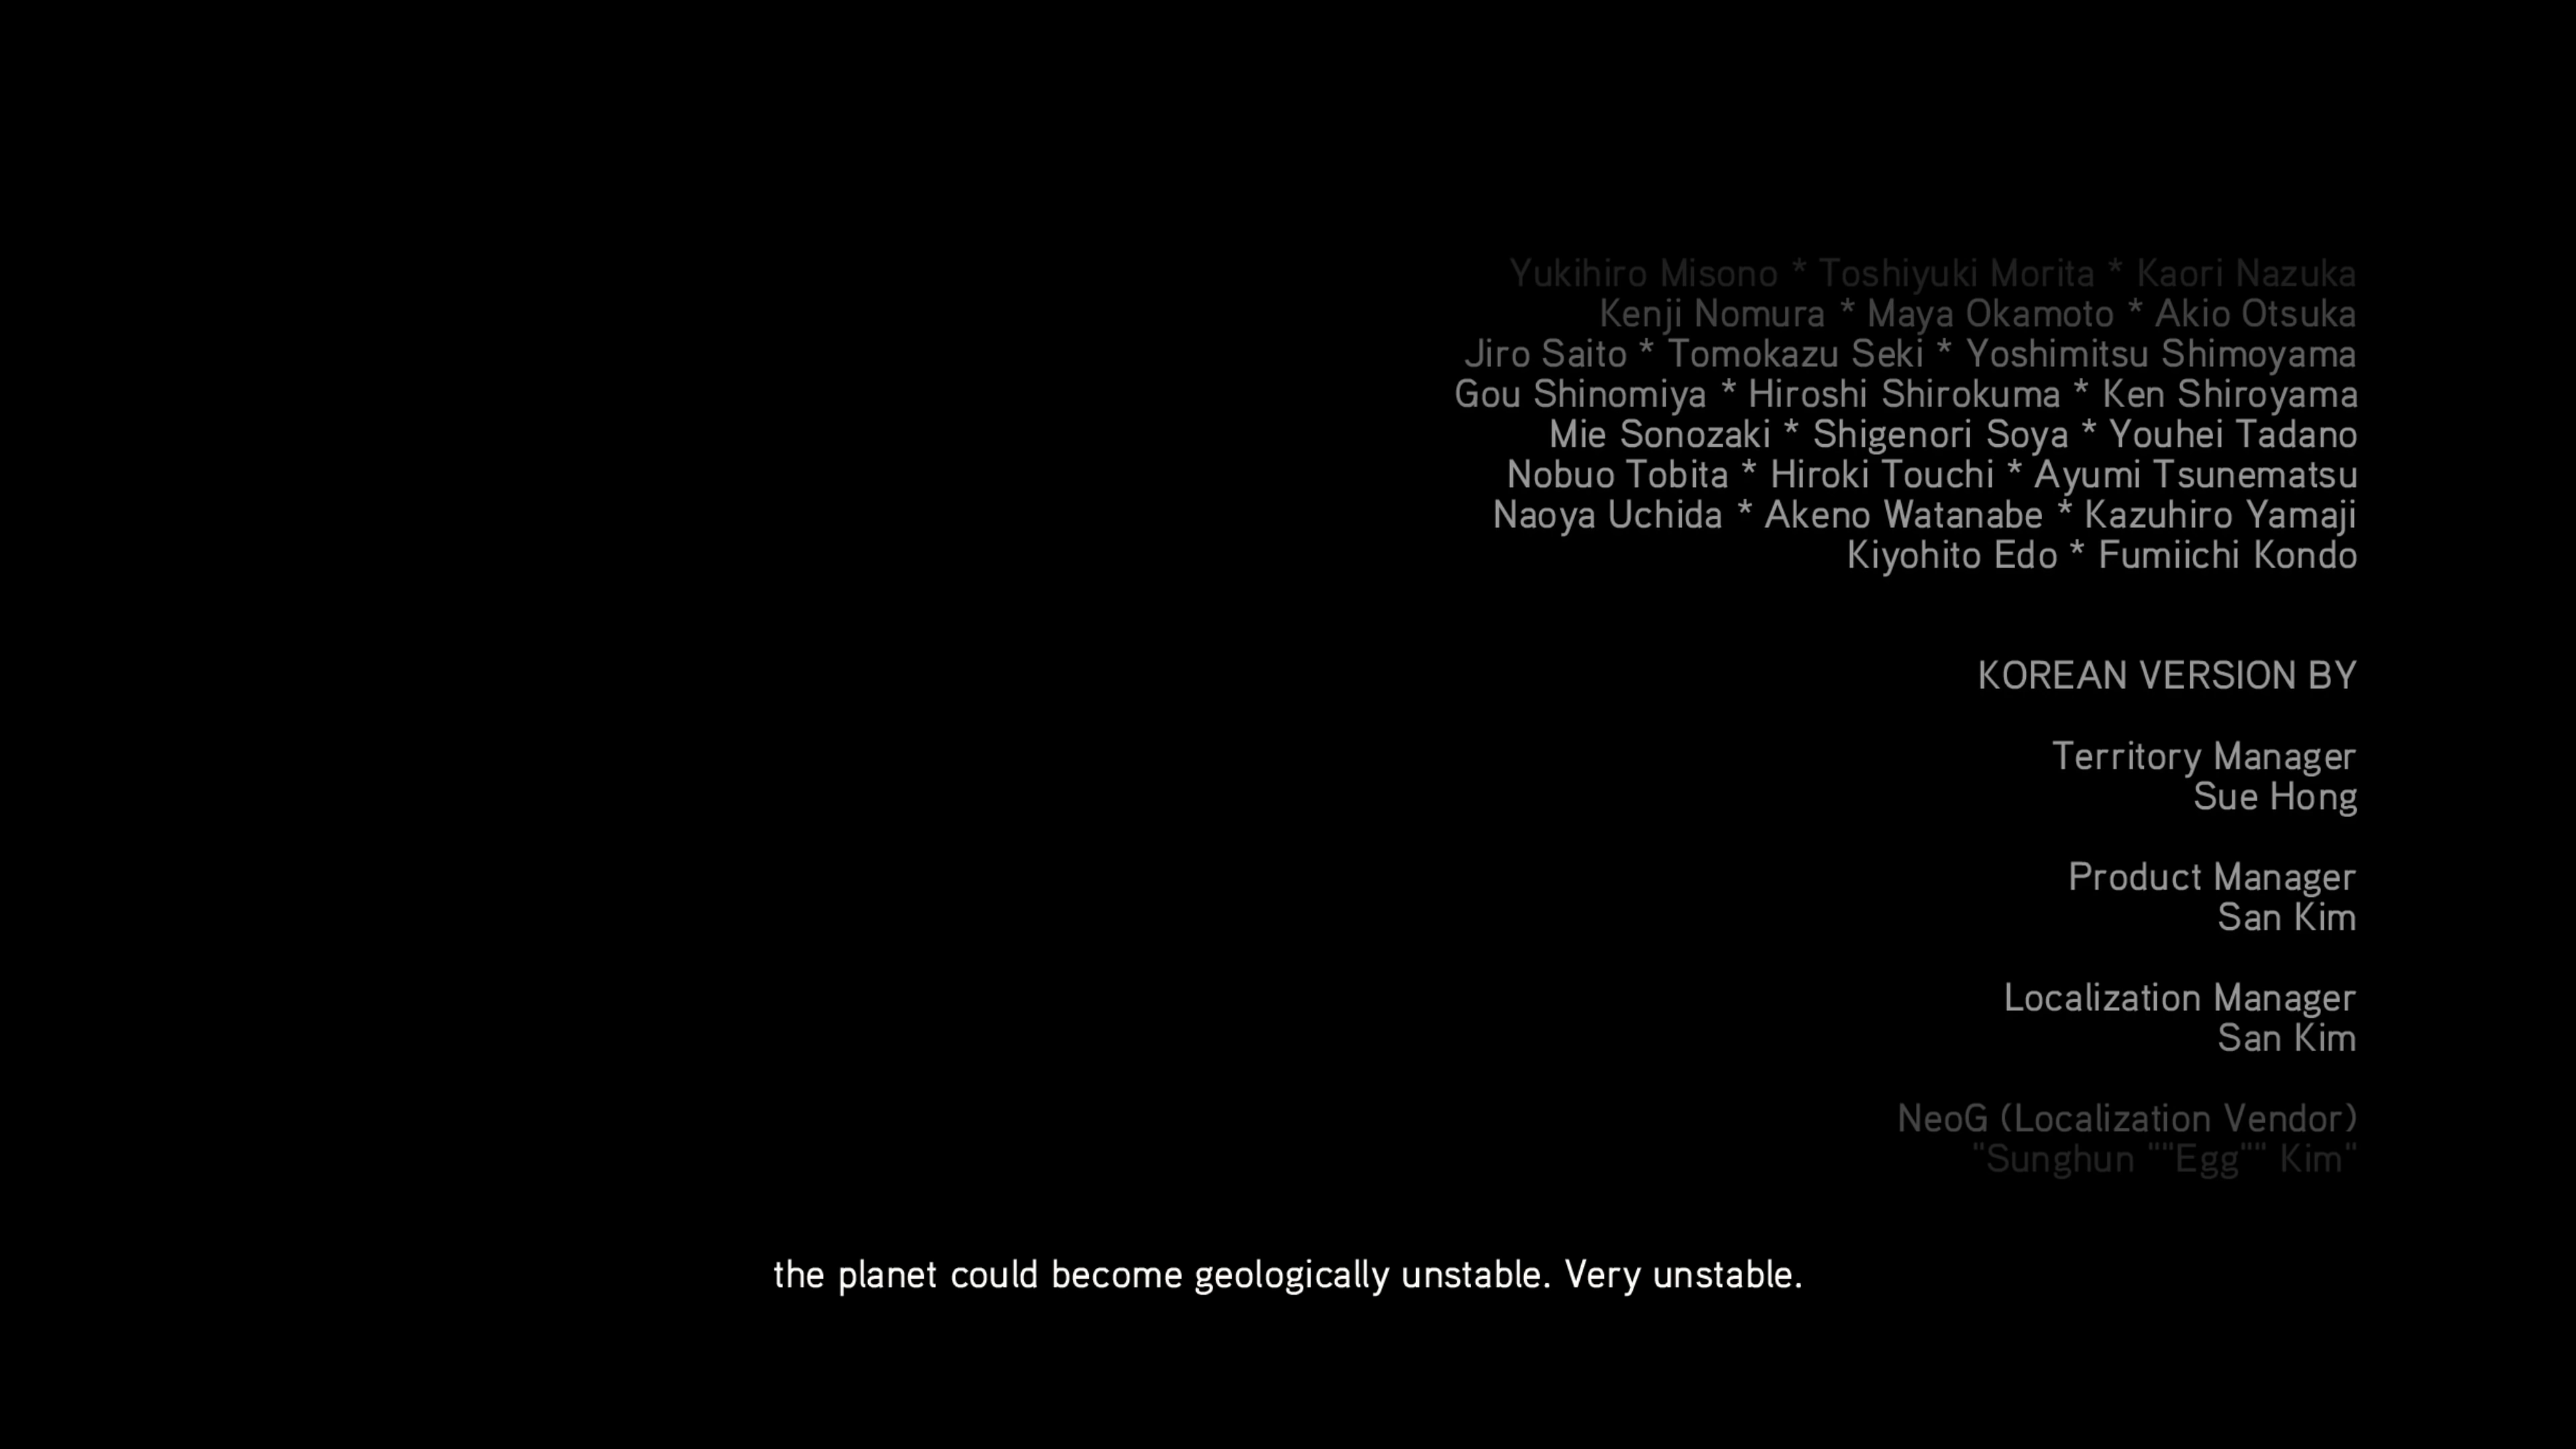 Yukihiro Misono * Toshiyuki Morita * Kaori Nazuka
Kenji Nomura * Maya Okamoto * Akio Otsuka
Jiro Saito * Tomokazu Seki * Yoshimitsu Shimoyama
Gou Shinomiya * Hiroshi Shirokuma * Ken Shiroyama
Mie Sonozaki * Shigenori Soya * Youhei Tadano
Nobuo Tobita * Hiroki Touchi * Ayumi Tsunematsu
Naoya Uchida * Akeno Watanabe * Kazuhiro Yamaji
Kiyohito Edo * Fumiichi Kondo
KOREAN VERSION BY
Territory Manager
Sue Hong
Product Manager
San Kim
Localization Manager
San Kim
NeoG (Localization Vendor)
"Sunghun ""Egg"" Kim"
the planet could become geologically unstable. Very unstable.